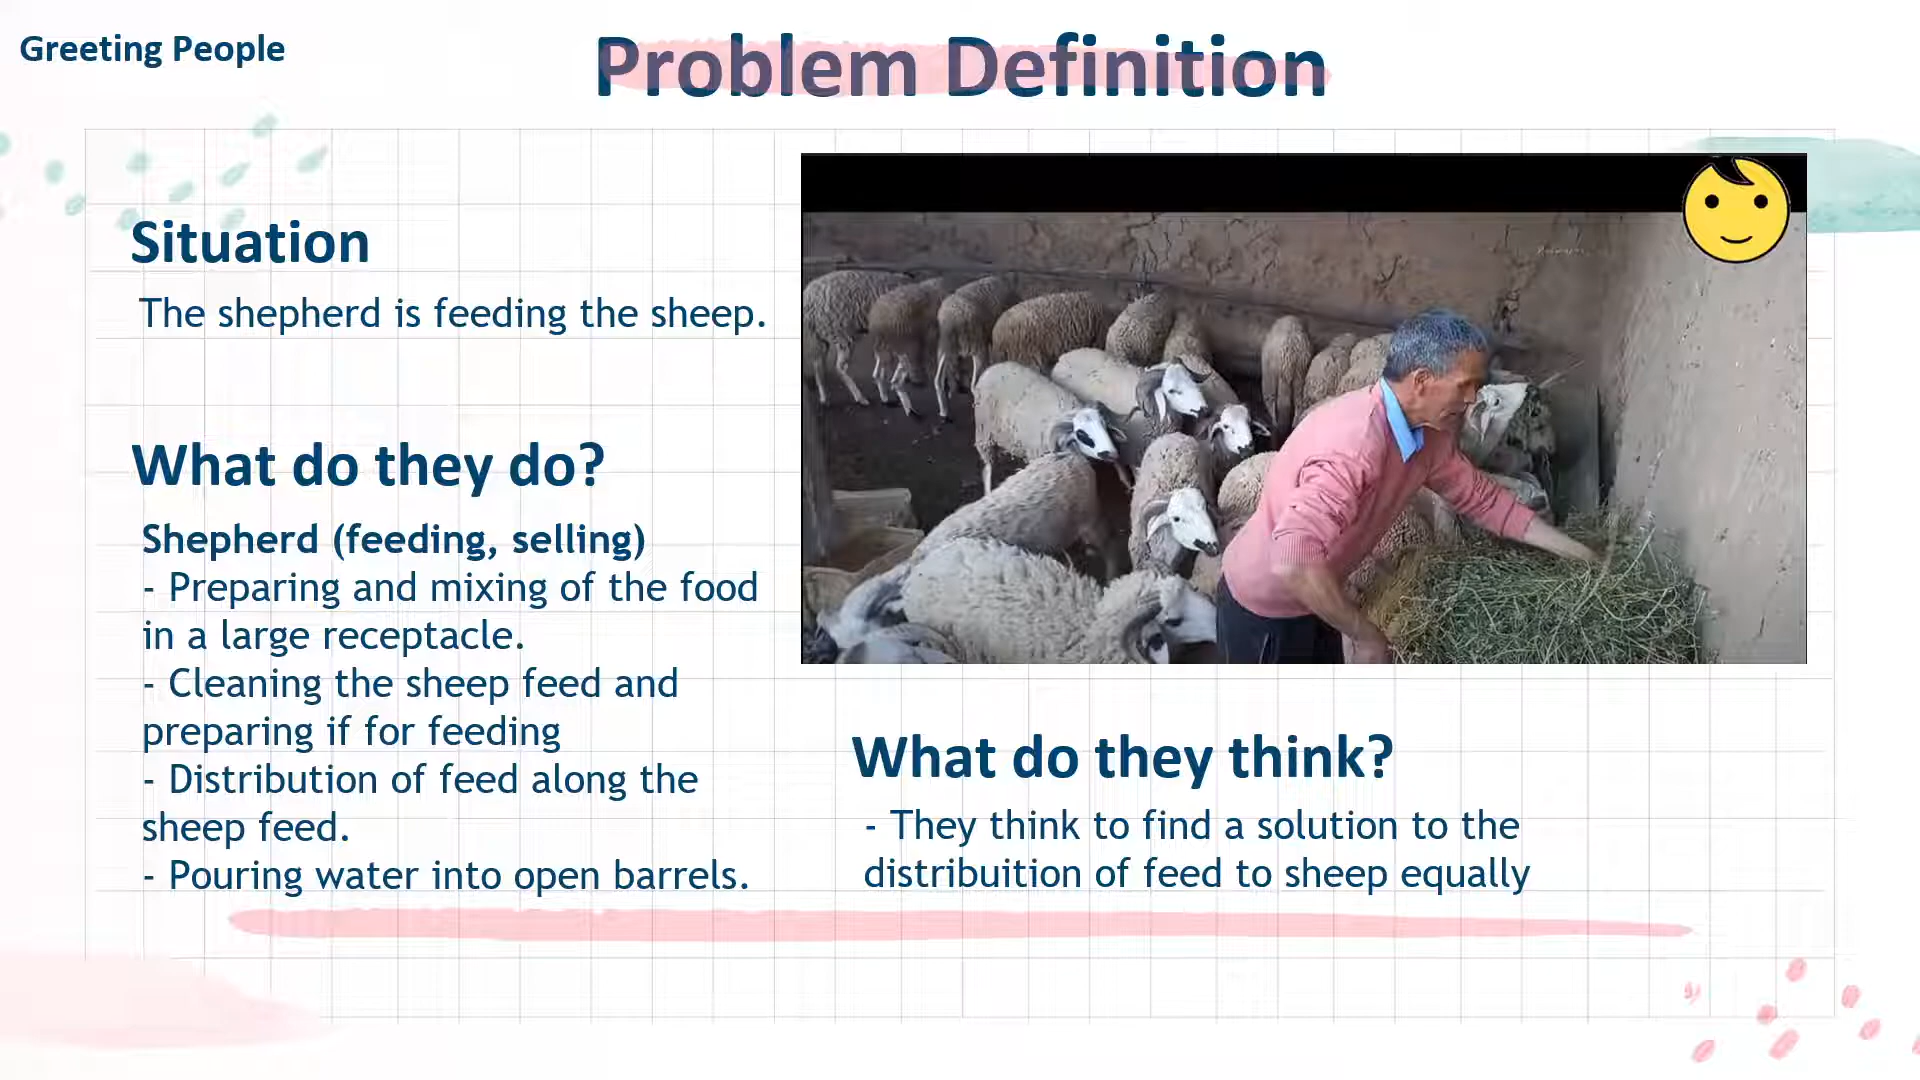 Greeting People
Problem Definition
Situation
The shepherd is feeding the sheep.
What do they do?
Shepherd (feeding, selling)
- Preparing and mixing of the food
in a large receptacle.
- Cleaning the sheep feed and
preparing if for feeding
- Distribution of feed along the
sheep feed.
- Pouring water into open barrels.
What do they think?
- They think to find a solution to the
distribuition of feed to sheep equally